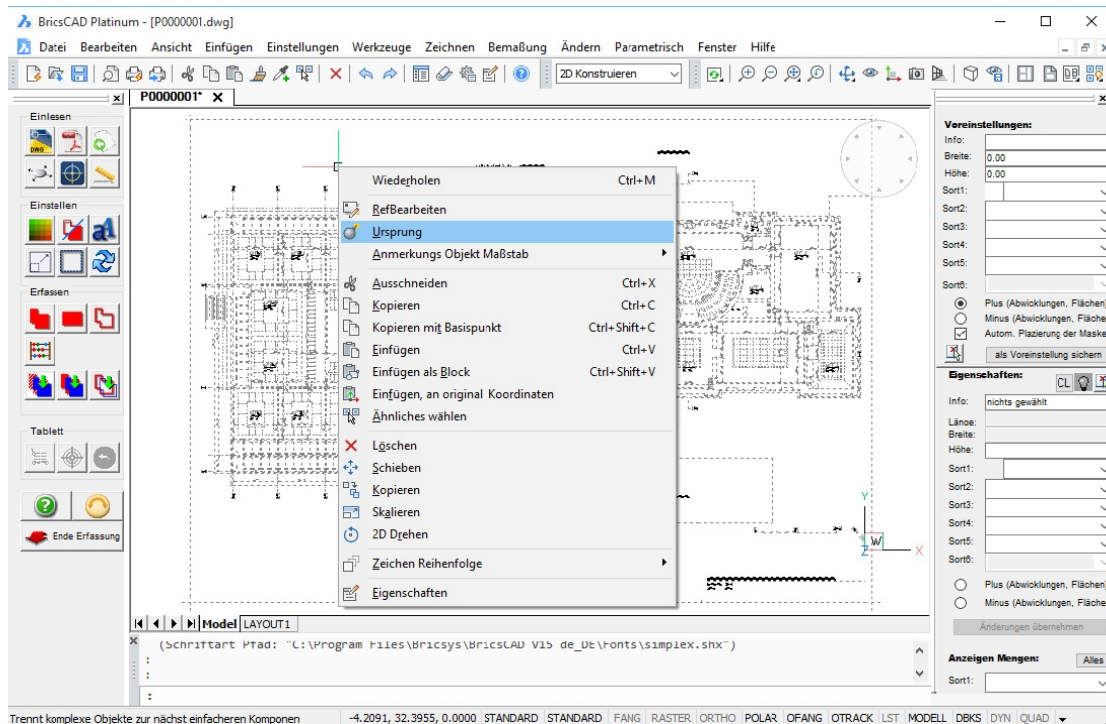 BricsCAD Platinum - [P0000001.dwg]
Datei Bearbeiten Ansicht Einfügen Einstellungen Werkzeuge Zeichnen Bemaßung Ändern Parametrisch Fenster Hilfe
2D Konstruieren
P0000001*
Einlesen
DWG
Einstellen
a1
Erfassen
Tablett
Ende Erfassung
Wiederholen Ctrl+M
RefBearbeiten
Ursprung
Anmerkungs Objekt Maßstab
Ausschneiden Ctrl+X
Kopieren Ctrl+C
Kopieren mit Basispunkt Ctrl+Shift+C
Einfügen Ctrl+V
Einfügen als Block Ctrl+Shift+V
Einfügen, an original Koordinaten
Ähnliches wählen
Löschen
Schieben
Kopieren
Skalieren
2D Drehen
Zeichen Reihenfolge
Eigenschaften
Y
W
Z
X
Voreinstellungen:
Info:
Breite: 0.00
Höhe: 0.00
Sort1:
Sort2:
Sort3:
Sort4:
Sort5:
Sort6:
Plus (Abwicklungen, Flächen)
Minus (Abwicklungen, Fläche
Autom. Plazierung der Maske
als Voreinstellung sichern
Eigenschaften:
CL
Info: nichts gewählt
Länge:
Breite:
Höhe:
Sort1:
Sort2:
Sort3:
Sort4:
Sort5:
Sort6:
Plus (Abwicklungen, Flächen)
Minus (Abwicklungen, Fläche
Änderungen übernehmen
Anzeigen Mengen: Alles
Sort1:
Model LAYOUT1
(Schriftart Pfad: "C:\Program Files\Bricsys\BricsCAD V15 de_DE\Fonts\simplex.shx")
:
:
:
Trennt komplexe Objekte zur nächst einfacheren Komponen -4.2091, 32.3955, 0.0000 STANDARD STANDARD FANG RASTER ORTHO POLAR OFANG OTRACK LST MODELL DBKS DYN QUAD